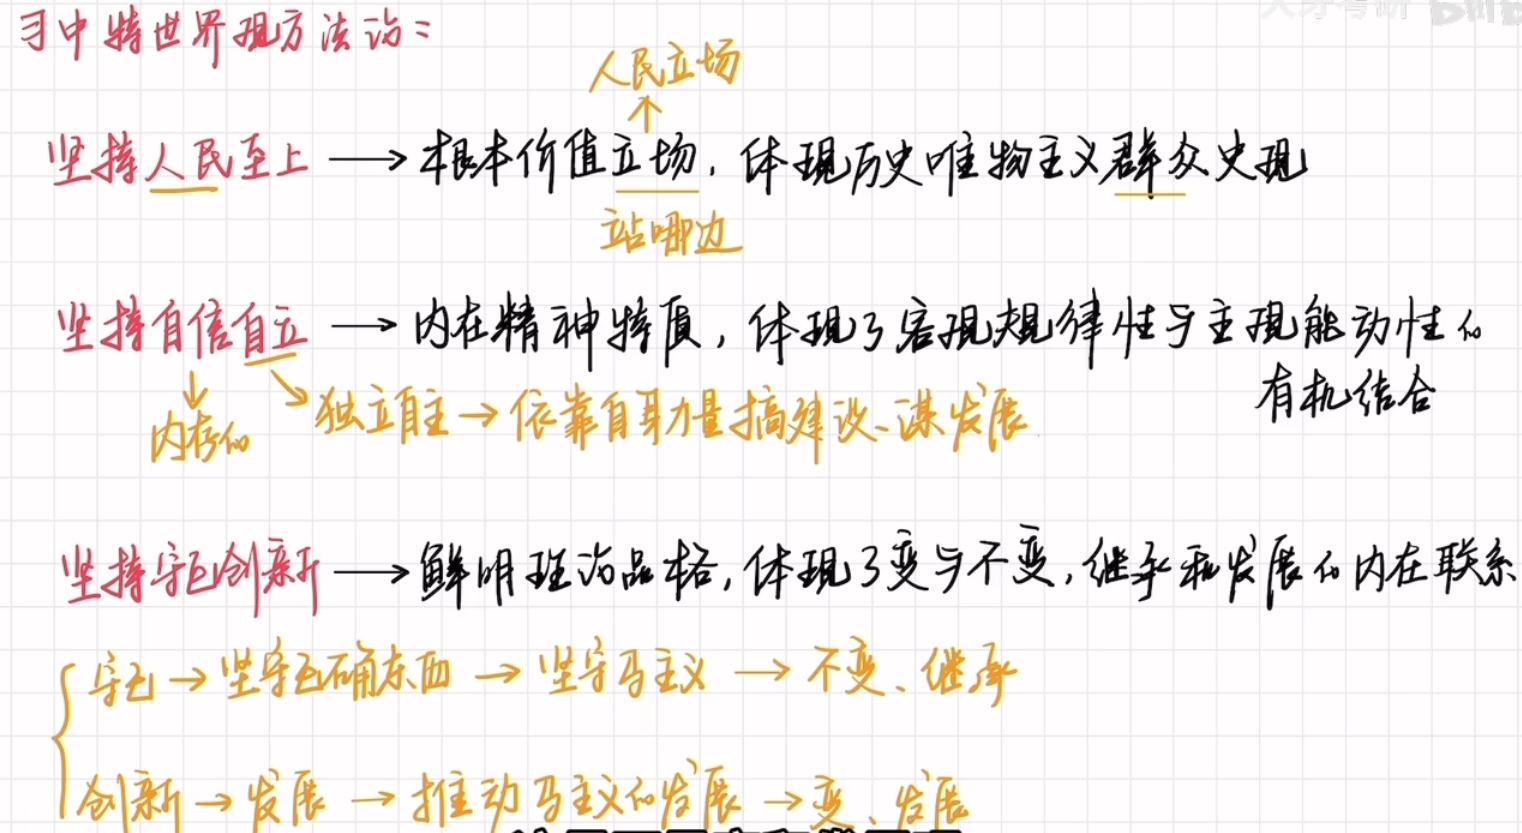 习中特世界观方法论：
人民立场
坚持人民至上 → 根本价值立场，体现历史唯物主义群众史观
站哪边
坚持自信自立 → 内在精神特质，体现了客观规律性与主观能动性的
有机结合
内在的
独立自主 → 依靠自身力量搞建设、谋发展
坚持守正创新 → 鲜明理论品格，体现了变与不变，继承和发展的内在联系
守正 → 坚守正确东西 → 坚守马主义 → 不变、继承
创新 → 发展 → 推动马主义的发展 → 变、发展